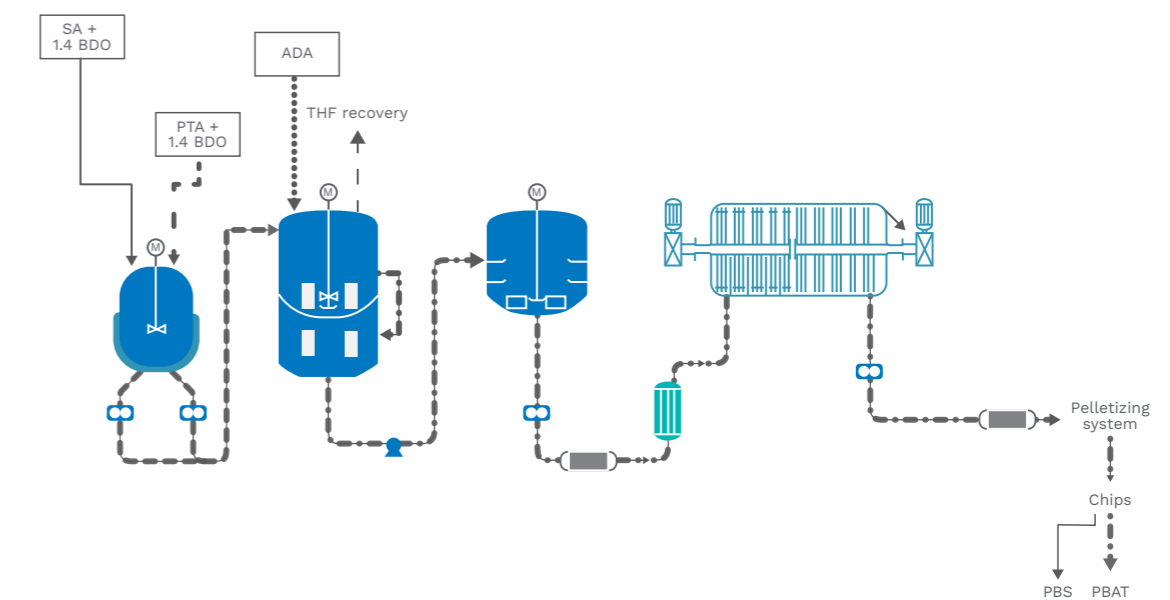 SA +
1.4 BDO
ADA
THF recovery
PTA +
1.4 BDO
M
M
M
Pelletizing
system
Chips
PBS
PBAT